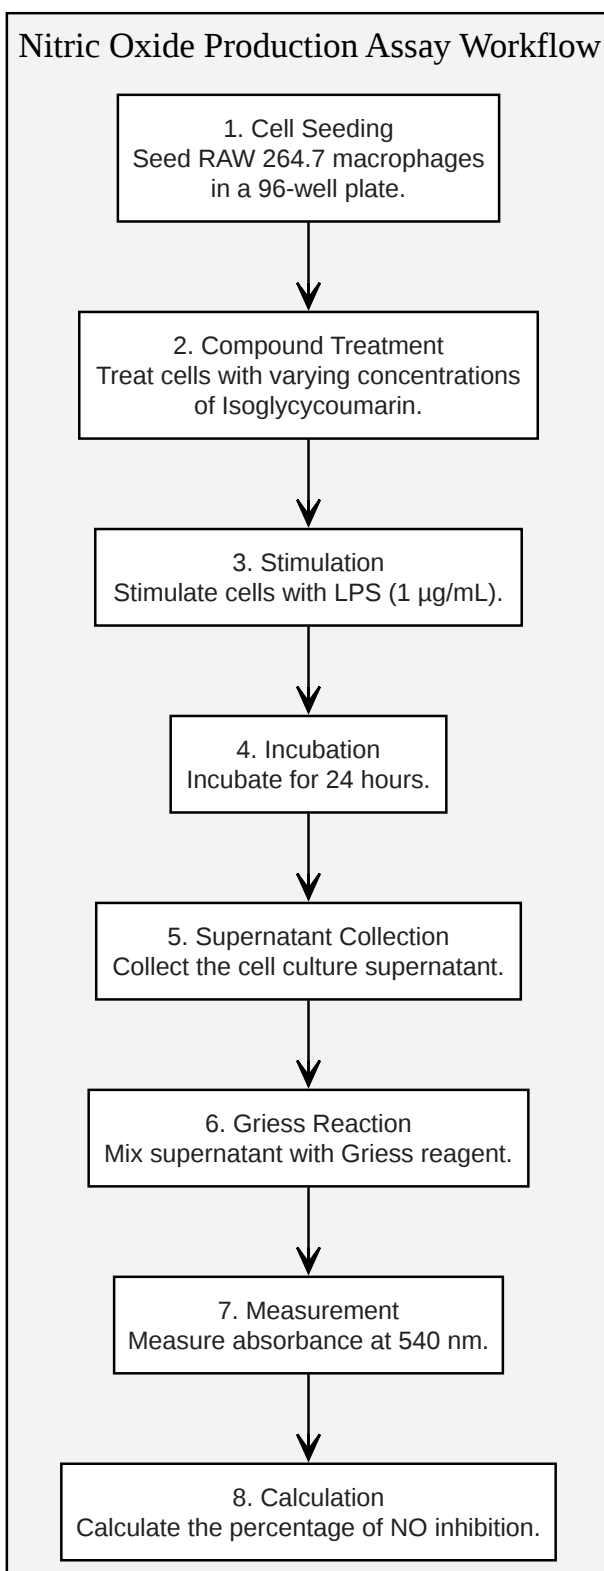 Nitric Oxide Production Assay Workflow
1. Cell Seeding
Seed RAW 264.7 macrophages
in a 96-well plate.
2. Compound Treatment
Treat cells with varying concentrations
of Isoglycycoumarin.
3. Stimulation
Stimulate cells with LPS (1 µg/mL).
4. Incubation
Incubate for 24 hours.
5. Supernatant Collection
Collect the cell culture supernatant.
6. Griess Reaction
Mix supernatant with Griess reagent.
7. Measurement
Measure absorbance at 540 nm.
8. Calculation
Calculate the percentage of NO inhibition.